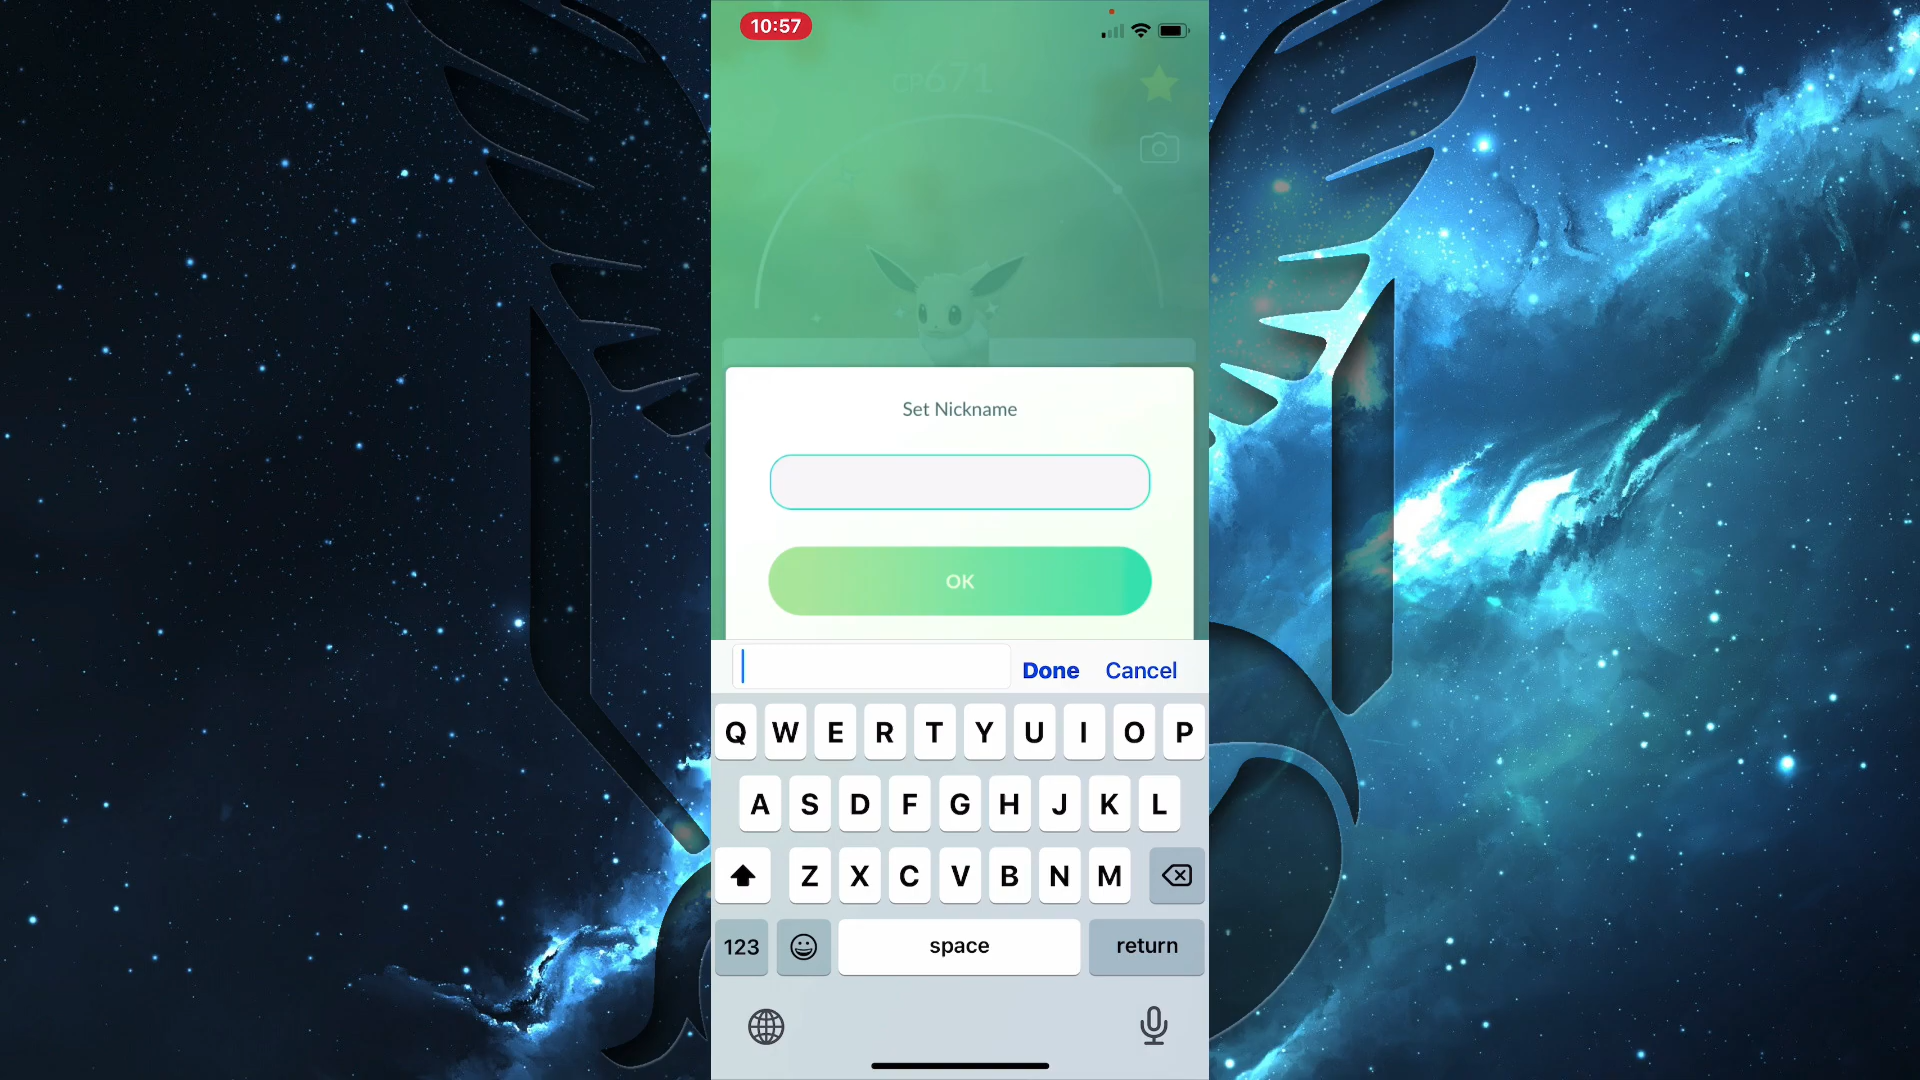 10:57
CP671
Set Nickname
OK
Done Cancel
Q W E R T Y U I O P
A S D F G H J K L
Z X C V B N M
123 space return